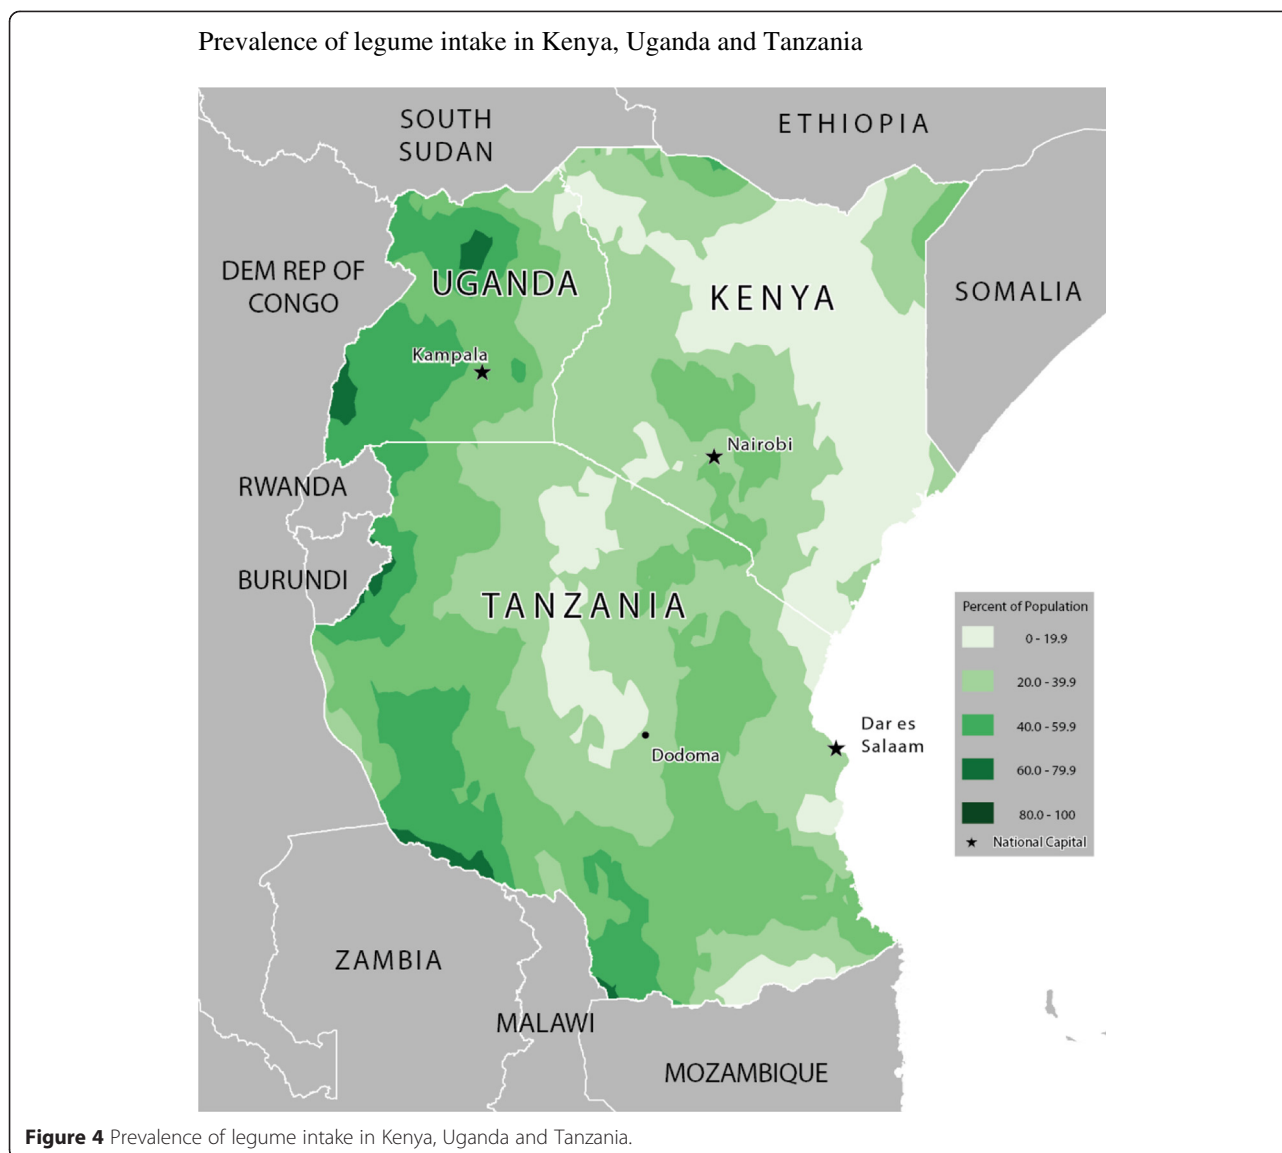 Prevalence of legume intake in Kenya, Uganda and Tanzania
SOUTH
SUDAN
ETHIOPIA
DEM REP OF
CONGO
UGANDA
KENYA
SOMALIA
Kampala
Nairobi
RWANDA
BURUNDI
TANZANIA
Percent of Population
0 - 19.9
20.0 - 39.9
40.0 - 59.9
60.0 - 79.9
80.0 - 100
National Capital
Dar es
Salaam
Dodoma
ZAMBIA
MALAWI
MOZAMBIQUE
Figure 4 Prevalence of legume intake in Kenya, Uganda and Tanzania.